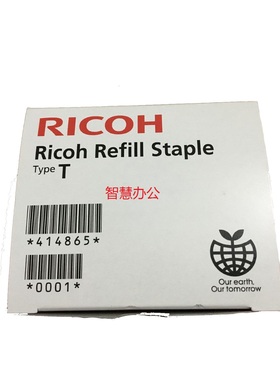 RICOH
Ricoh Refill Staple
Type T
智慧办公
*414865*
*0001*
Our earth,
Our tomorrow